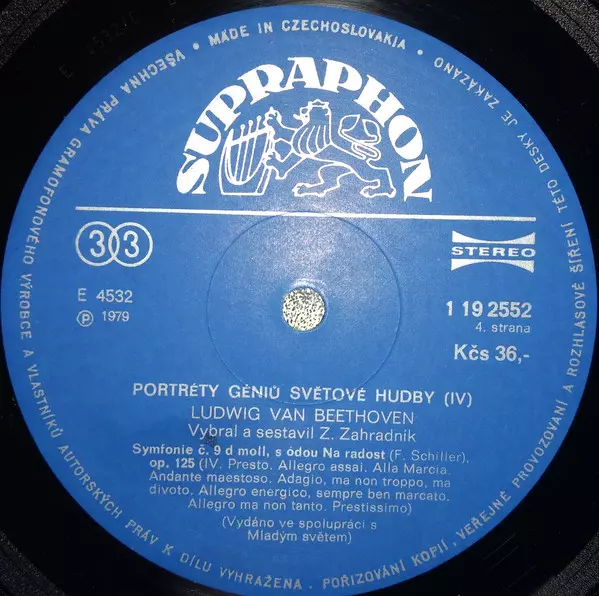 • MADE IN CZECHOSLOVAKIA •
VŠECHNA PRÁVA GRAMOFONOVÉHO VÝROBCE A VLASTNÍKŮ AUTORSKÝCH PRÁV K DÍLU VYHRAŽENA. POŘIZOVÁNÍ KOPIÍ, VEŘEJNÉ PROVOZOVÁNÍ A ROZHLASOVÉ ŠÍŘENÍ TÉTO DESKY JE ZAKÁZÁNO
SUPRAPHON
33
STEREO
E 4532
℗ 1979
1 19 2552
4. strana
Kčs 36,-
PORTRÉTY GÉNIŮ SVĚTOVÉ HUDBY (IV)
LUDWIG VAN BEETHOVEN
Vybral a sestavil Z. Zahradník
Symfonie č. 9 d moll, s ódou Na radost (F. Schiller),
op. 125 (IV. Presto. Allegro assai. Alla Marcia.
Andante maestoso. Adagio, ma non troppo, ma
divoto. Allegro energico, sempre ben marcato.
Allegro ma non tanto. Prestissimo)
(Vydáno ve spolupráci s
Mladým světem)